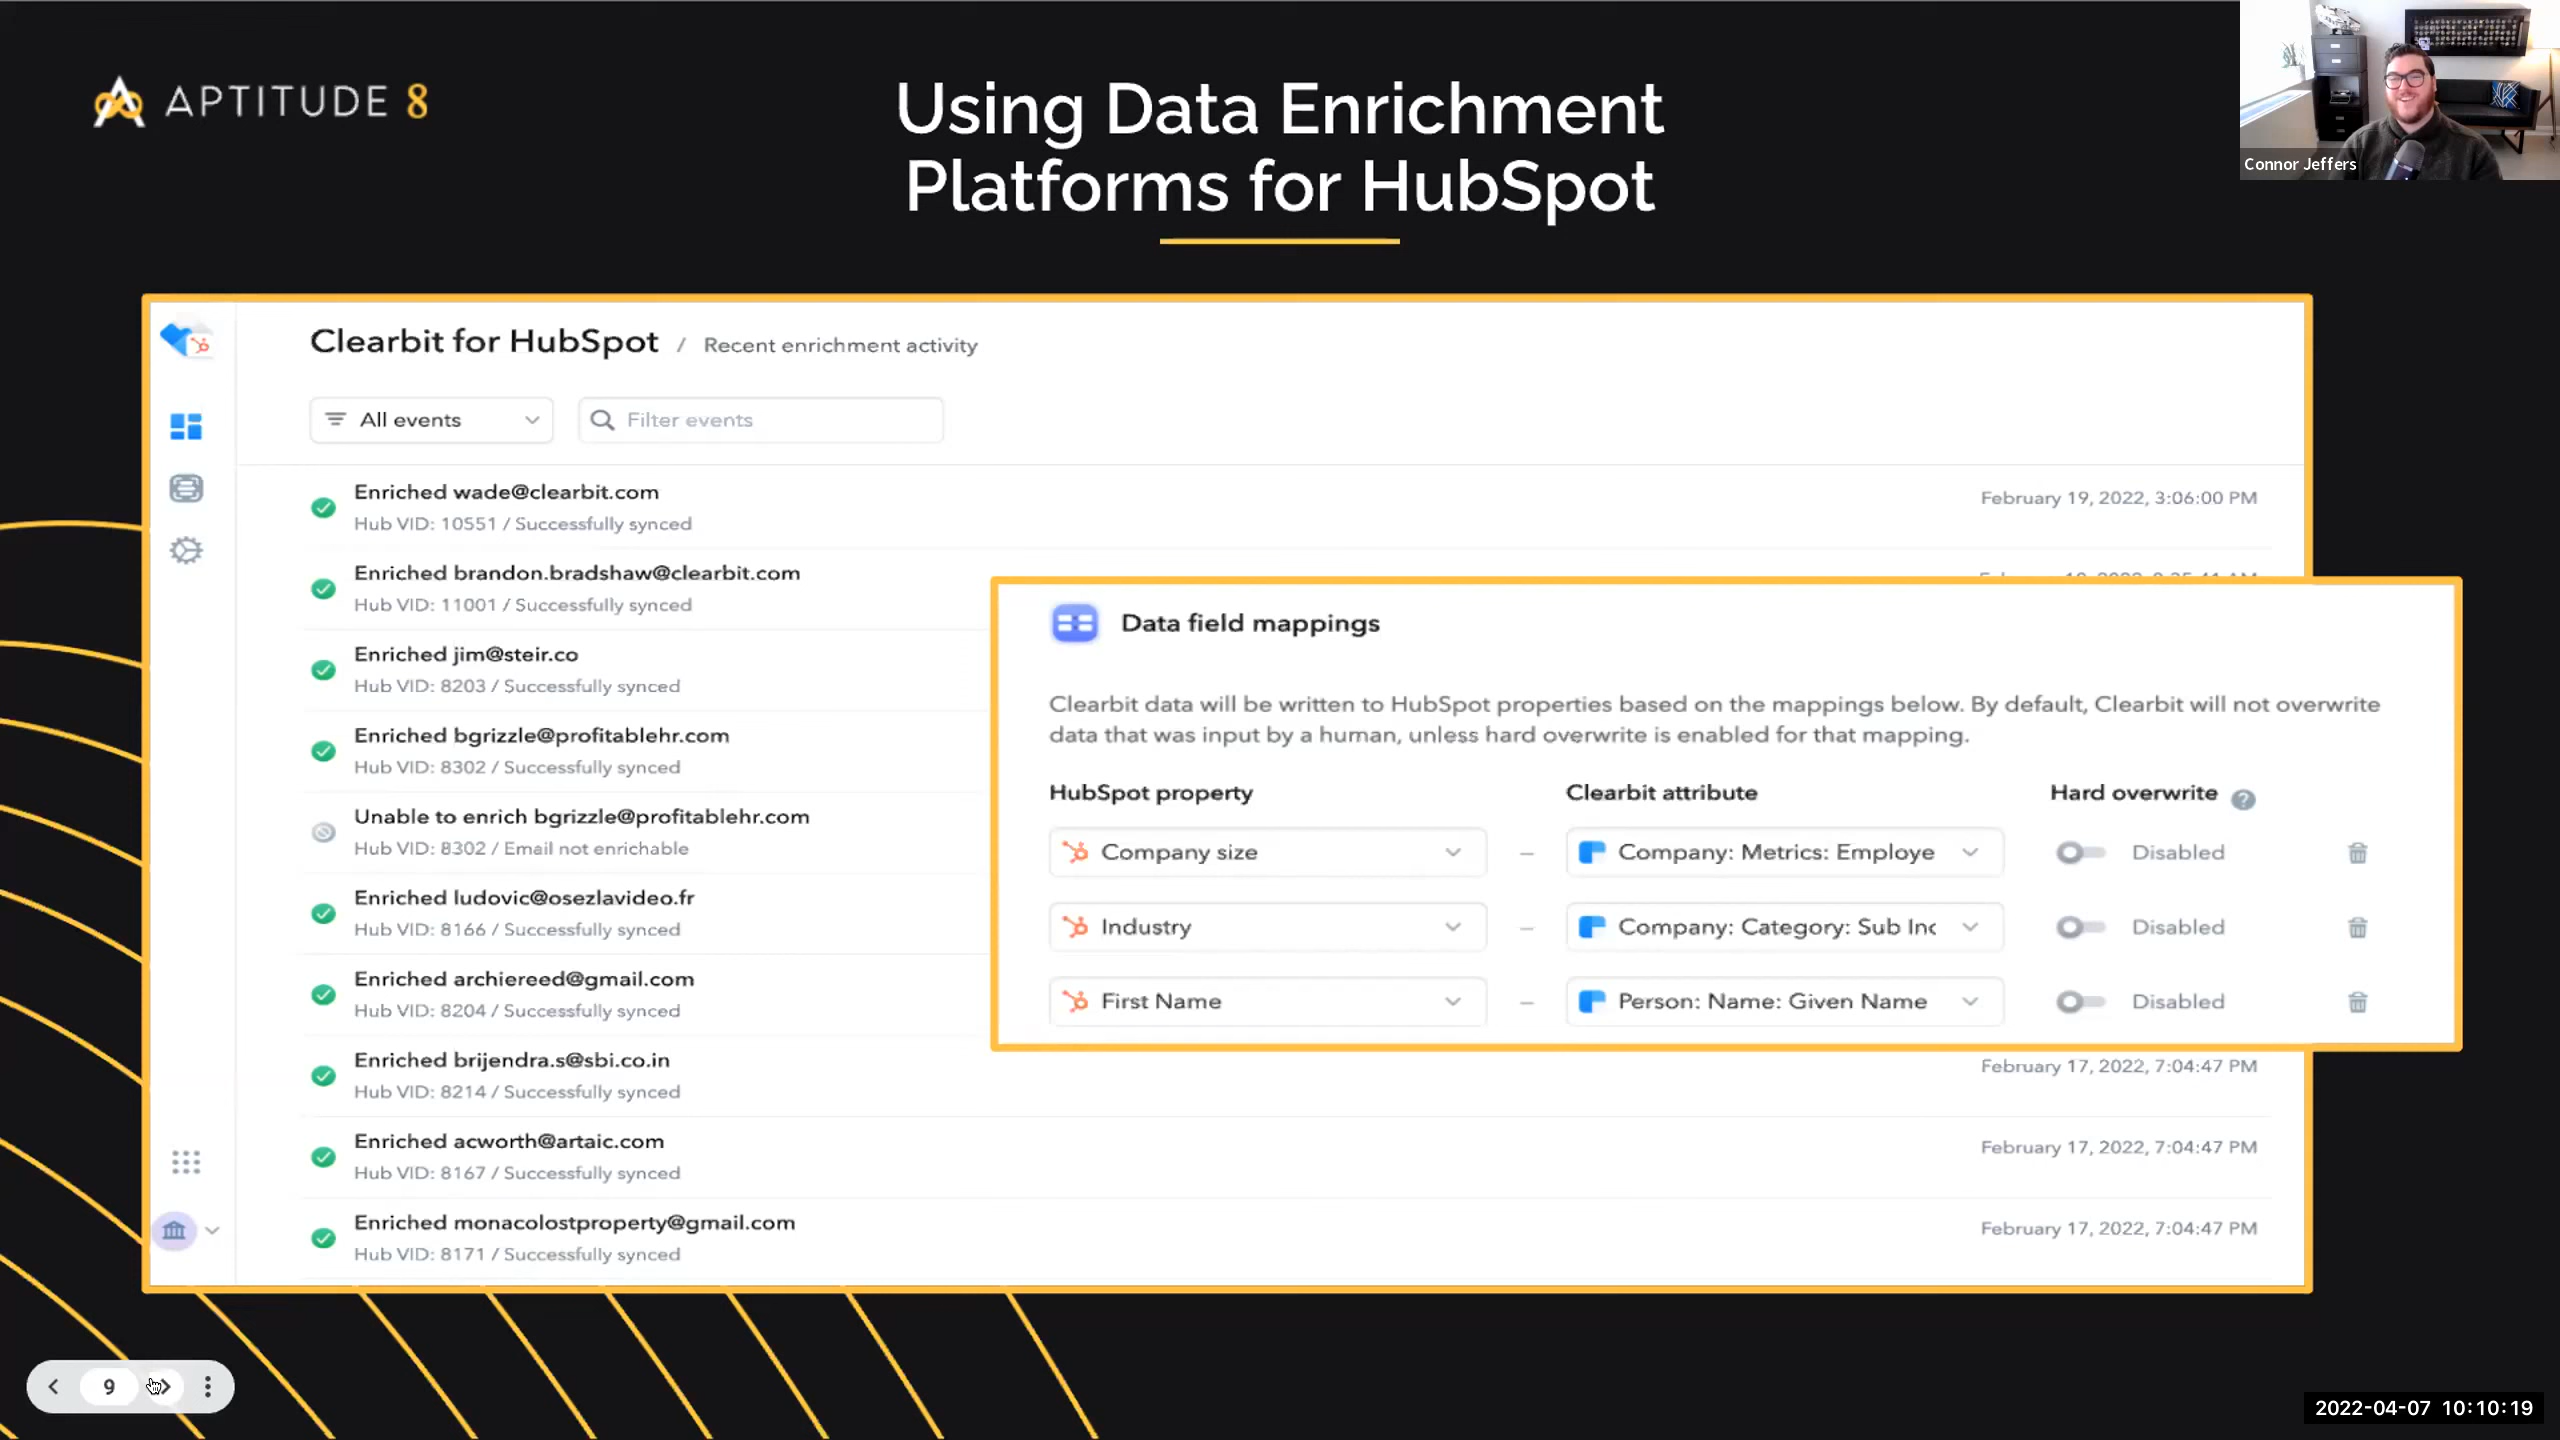 APTITUDE 8
Using Data Enrichment
Platforms for HubSpot
Connor Jeffers
Clearbit for HubSpot / Recent enrichment activity
All events
Filter events
Enriched wade@clearbit.com
Hub VID: 10551 / Successfully synced
February 19, 2022, 3:06:00 PM
Enriched brandon.bradshaw@clearbit.com
Hub VID: 11001 / Successfully synced
Enriched jim@steir.co
Hub VID: 8203 / Successfully synced
Enriched bgrizzle@profitablehr.com
Hub VID: 8302 / Successfully synced
Unable to enrich bgrizzle@profitablehr.com
Hub VID: 8302 / Email not enrichable
Enriched ludovic@osezlavideo.fr
Hub VID: 8166 / Successfully synced
Enriched archiereed@gmail.com
Hub VID: 8204 / Successfully synced
Enriched brijendra.s@sbi.co.in
Hub VID: 8214 / Successfully synced
February 17, 2022, 7:04:47 PM
Enriched acworth@artaic.com
Hub VID: 8167 / Successfully synced
February 17, 2022, 7:04:47 PM
Enriched monacolostproperty@gmail.com
Hub VID: 8171 / Successfully synced
February 17, 2022, 7:04:47 PM
Data field mappings
Clearbit data will be written to HubSpot properties based on the mappings below. By default, Clearbit will not overwrite
data that was input by a human, unless hard overwrite is enabled for that mapping.
HubSpot property
Clearbit attribute
Hard overwrite ?
Company size – Company: Metrics: Employe Disabled
Industry – Company: Category: Sub Inc Disabled
First Name – Person: Name: Given Name Disabled
9
2022-04-07 10:10:19